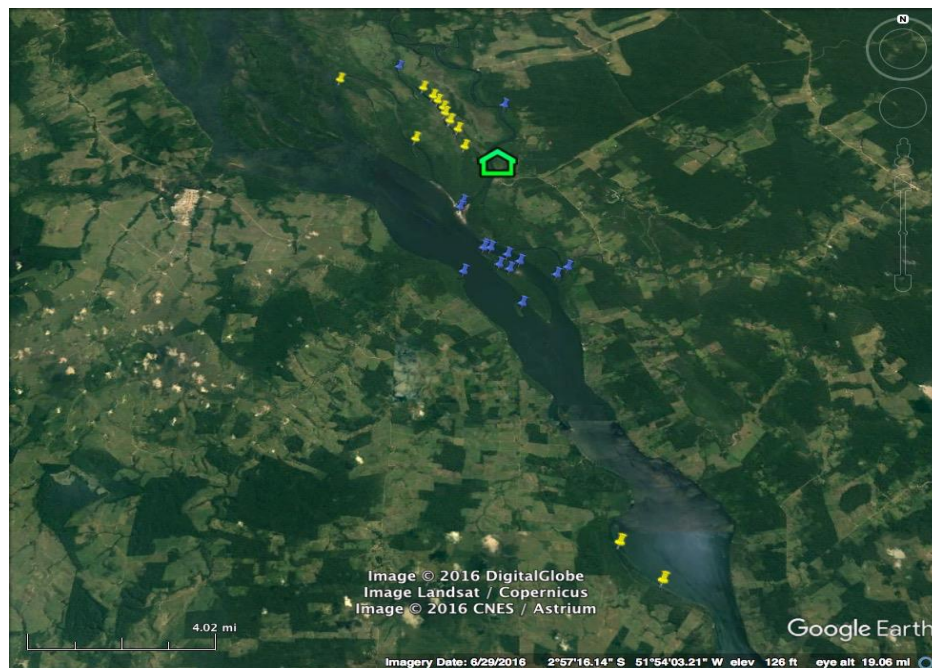 N
4.02 mi
Image © 2016 DigitalGlobe
Image Landsat / Copernicus
Image © 2016 CNES / Astrium
Google Earth
Imagery Date: 6/29/2016 2°57'16.14" S 51°54'03.21" W elev 126 ft eye alt 19.06 mi